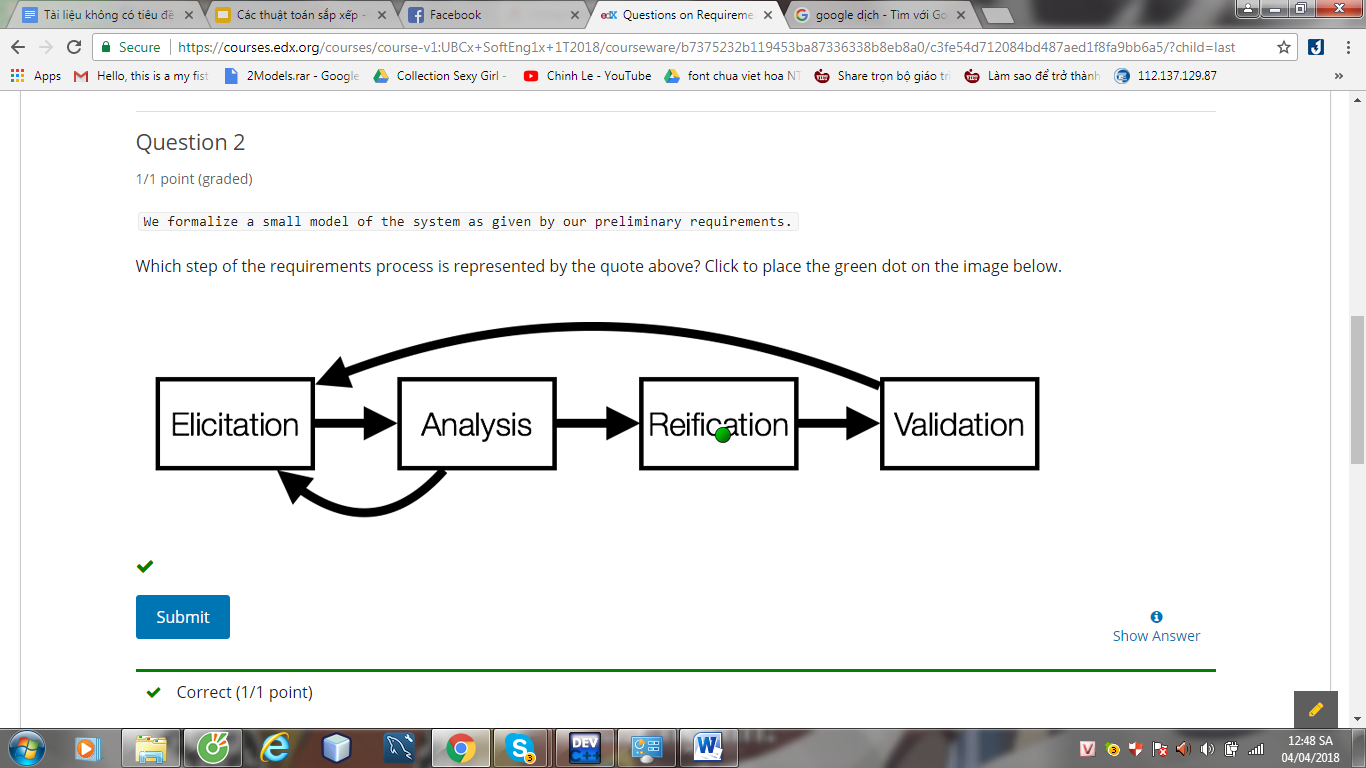 Tài liệu không có tiêu đề
Các thuật toán sắp xếp -
Facebook
Questions on Requireme
google dịch - Tìm với Go
Secure
https://courses.edx.org/courses/course-v1:UBCx+SoftEng1x+1T2018/courseware/b7375232b119453ba87336338b8eb8a0/c3fe54d712084bd487aed1f8fa9bb6a5/?child=last
Apps
Hello, this is a my fist
2Models.rar - Google
Collection Sexy Girl -
Chinh Le - YouTube
font chua viet hoa NT
Share trọn bộ giáo trì
Làm sao để trở thành
112.137.129.87
»
Question 2
1/1 point (graded)
We formalize a small model of the system as given by our preliminary requirements.
Which step of the requirements process is represented by the quote above? Click to place the green dot on the image below.
Elicitation
Analysis
Reification
Validation
Submit
Show Answer
Correct (1/1 point)
12:48 SA
04/04/2018